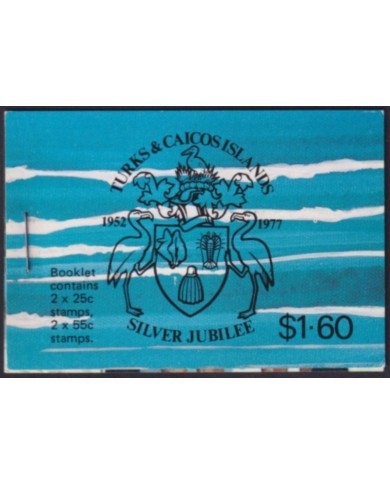 TURKS & CAICOS ISLANDS
1952 1977
Booklet
contains
2 x 25c
stamps,
2 x 55c
stamps.
SILVER JUBILEE
$1·60